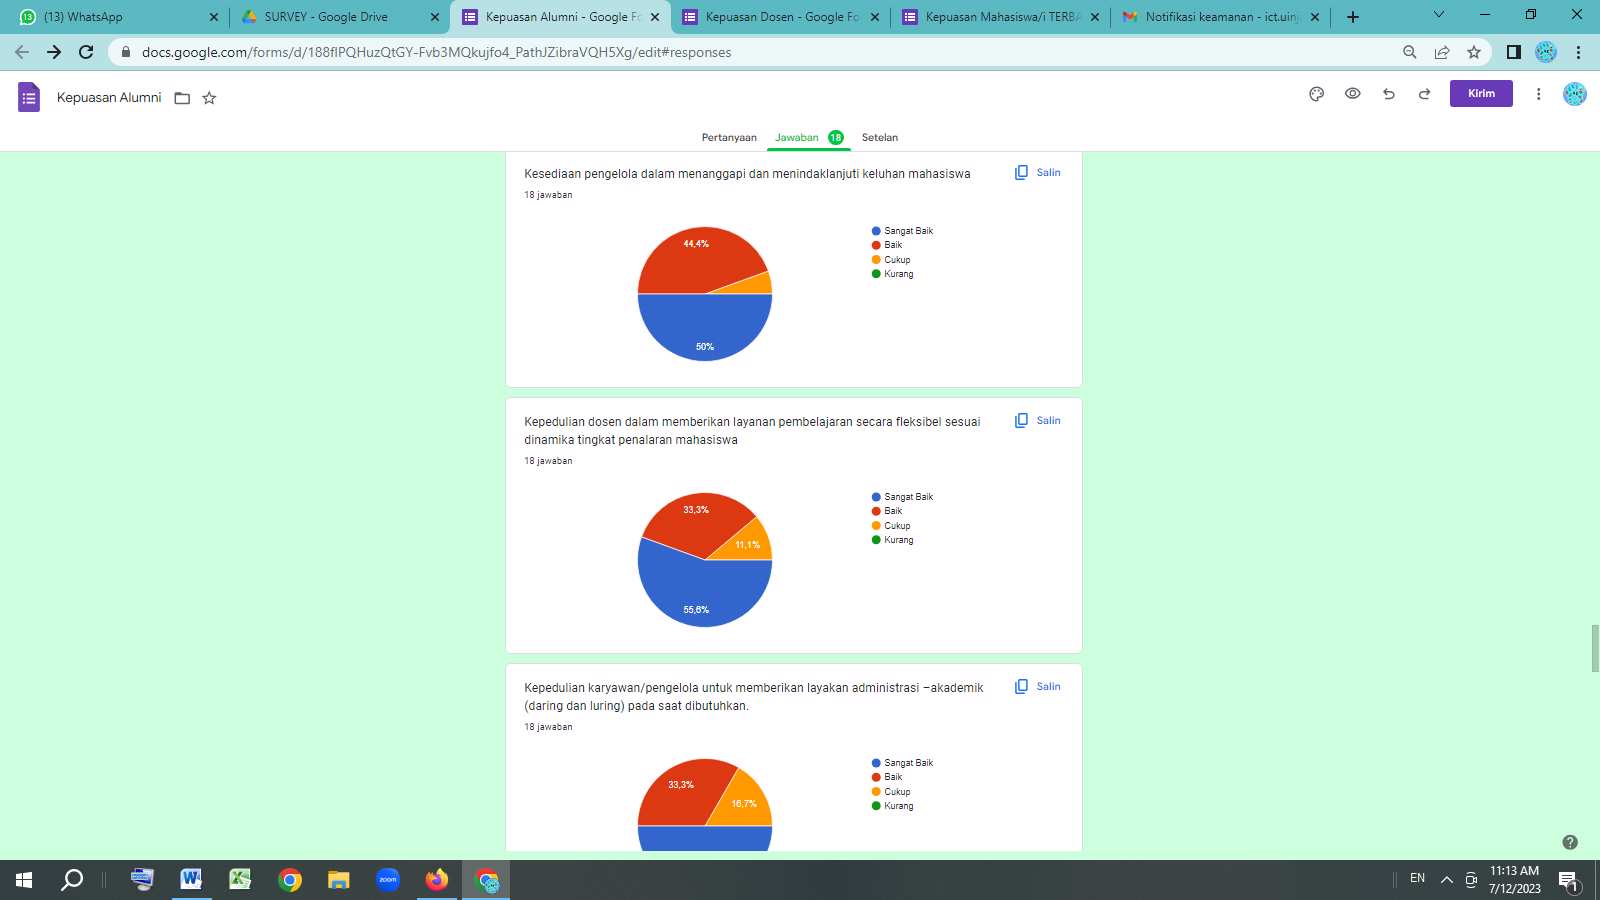 (13) WhatsApp
SURVEY - Google Drive
Kepuasan Alumni - Google Fo
Kepuasan Dosen - Google Fo
Kepuasan Mahasiswa/i TERBA
Notifikasi keamanan - ict.uinj
docs.google.com/forms/d/188flPQHuzQtGY-Fvb3MQkujfo4_PathJZibraVQH5Xg/edit#responses
Kepuasan Alumni
Kirim
Pertanyaan
Jawaban 18
Setelan
Kesediaan pengelola dalam menanggapi dan menindaklanjuti keluhan mahasiswa
Salin
18 jawaban
44,4%
50%
Sangat Baik
Baik
Cukup
Kurang
Kepedulian dosen dalam memberikan layanan pembelajaran secara fleksibel sesuai
dinamika tingkat penalaran mahasiswa
Salin
18 jawaban
33,3%
11,1%
55,6%
Sangat Baik
Baik
Cukup
Kurang
Kepedulian karyawan/pengelola untuk memberikan layakan administrasi –akademik
(daring dan luring) pada saat dibutuhkan.
Salin
18 jawaban
33,3%
16,7%
Sangat Baik
Baik
Cukup
Kurang
zoom
EN
11:13 AM
7/12/2023
1